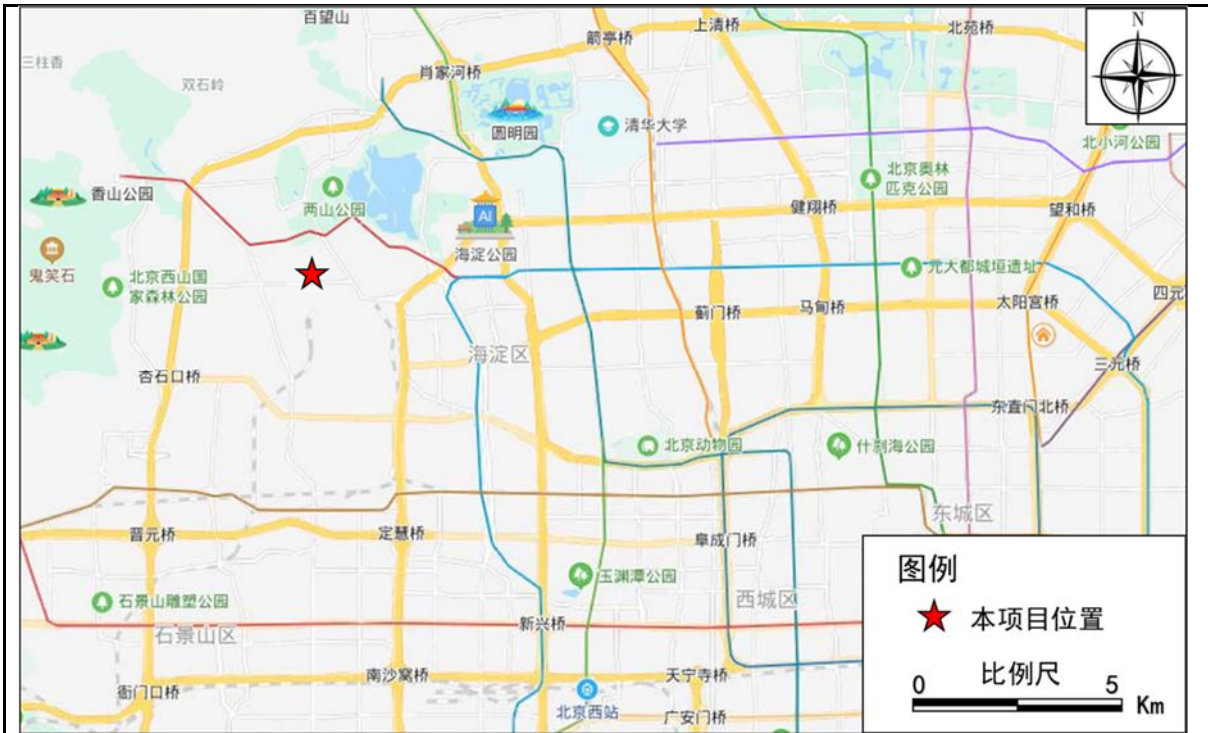 百望山
上清桥
北苑桥
N
箭亭桥
三柱香
双石岭
肖家河桥
圆明园
清华大学
北小河公园
香山公园
两山公园
AI
北京奥林
匹克公园
健翔桥
望和桥
鬼笑石
海淀公园
北京西山国
家森林公园
元大都城垣遗址
四元
太阳宫桥
蓟门桥
马甸桥
海淀区
三元桥
杏石口桥
东直门北桥
北京动物园
什刹海公园
东城区
晋元桥
定慧桥
阜成门桥
玉渊潭公园
西城区
石景山雕塑公园
石景山区
新兴桥
南沙窝桥
天宁寺桥
衙门口桥
北京西站
广安门桥
图例
本项目位置
比例尺
0 5
Km